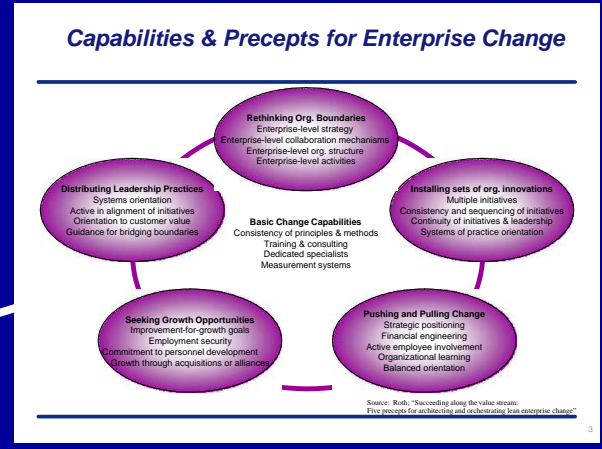 Capabilities & Precepts for Enterprise Change
Rethinking Org. Boundaries
Enterprise-level strategy
Enterprise-level collaboration mechanisms
Enterprise-level org. structure
Enterprise-level activities
Distributing Leadership Practices
Systems orientation
Active in alignment of initiatives
Orientation to customer value
Guidance for bridging boundaries
Installing sets of org. innovations
Multiple initiatives
Consistency and sequencing of initiatives
Continuity of initiatives & leadership
Systems of practice orientation
Basic Change Capabilities
Consistency of principles & methods
Training & consulting
Dedicated specialists
Measurement systems
Seeking Growth Opportunities
Improvement-for-growth goals
Employment security
Commitment to personnel development
Growth through acquisitions or alliances
Pushing and Pulling Change
Strategic positioning
Financial engineering
Active employee involvement
Organizational learning
Balanced orientation
Source: Roth; "Succeeding along the value stream:
Five precepts for architecting and orchestrating lean enterprise change"
3